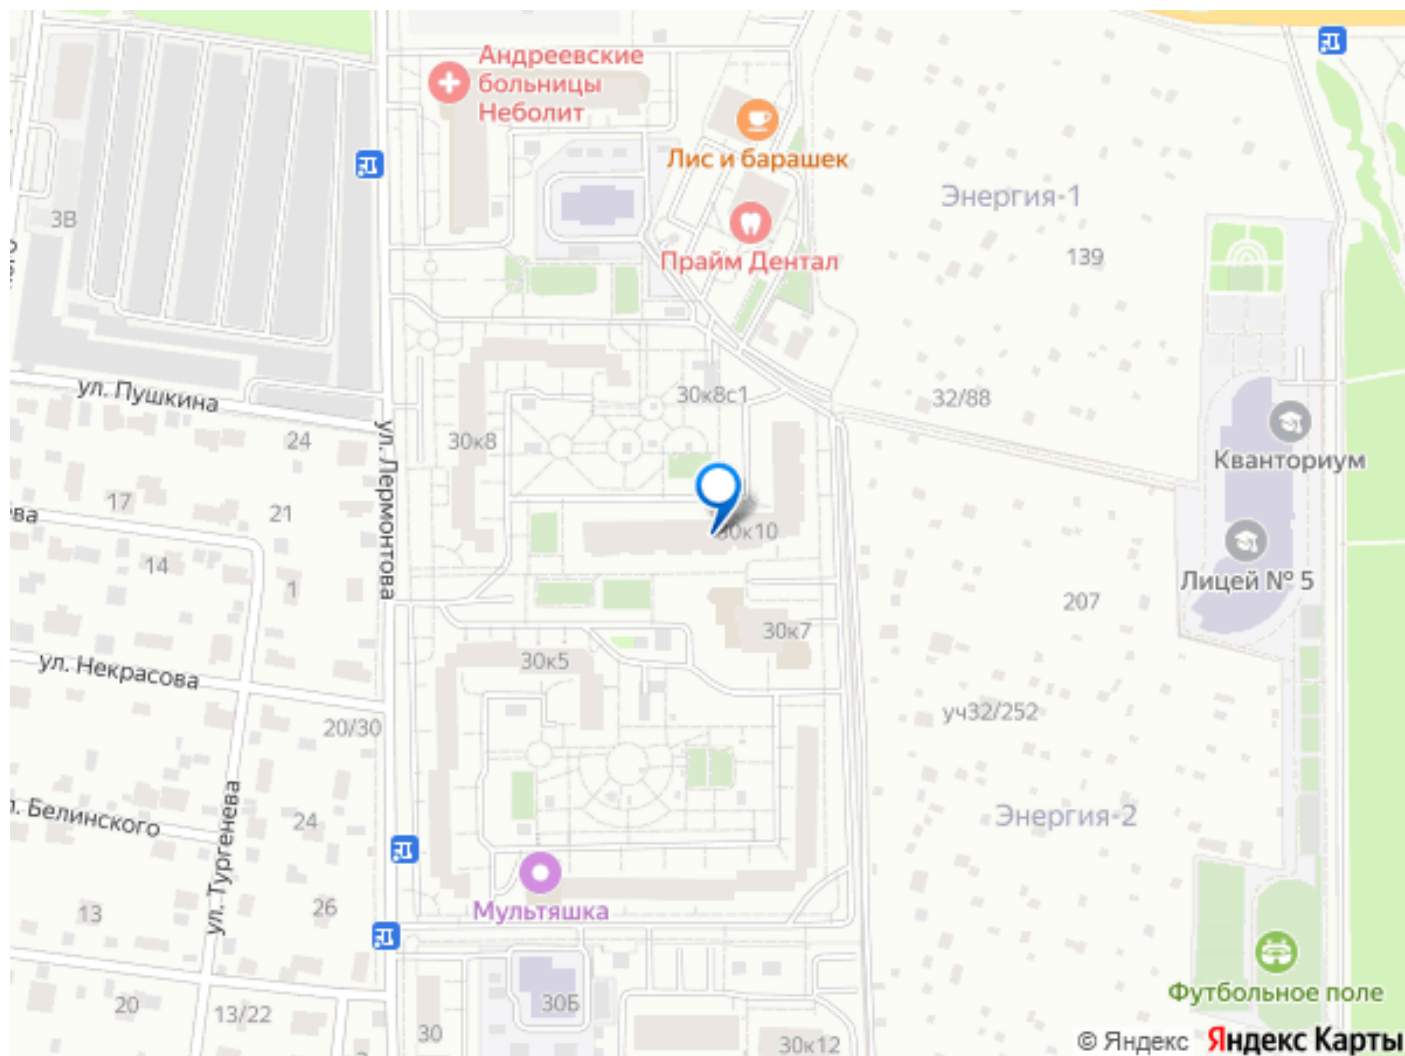 Андреевские
больницы
Неболит
Лис и барашек
Энергия-1
3В
139
Прайм Дентал
ул. Пушкина
30к8с1
32/88
24
30к8
ул. Лермонтова
Кванториум
17
21
ва
30к10
14
Лицей № 5
1
207
30к7
ул. Некрасова
30к5
20/30
уч32/252
л. Белинского
24
Энергия-2
ул. Тургенева
26
13
Мультяшка
Футбольное поле
20
13/22
30
30Б
30к12
© Яндекс Яндекс Карты